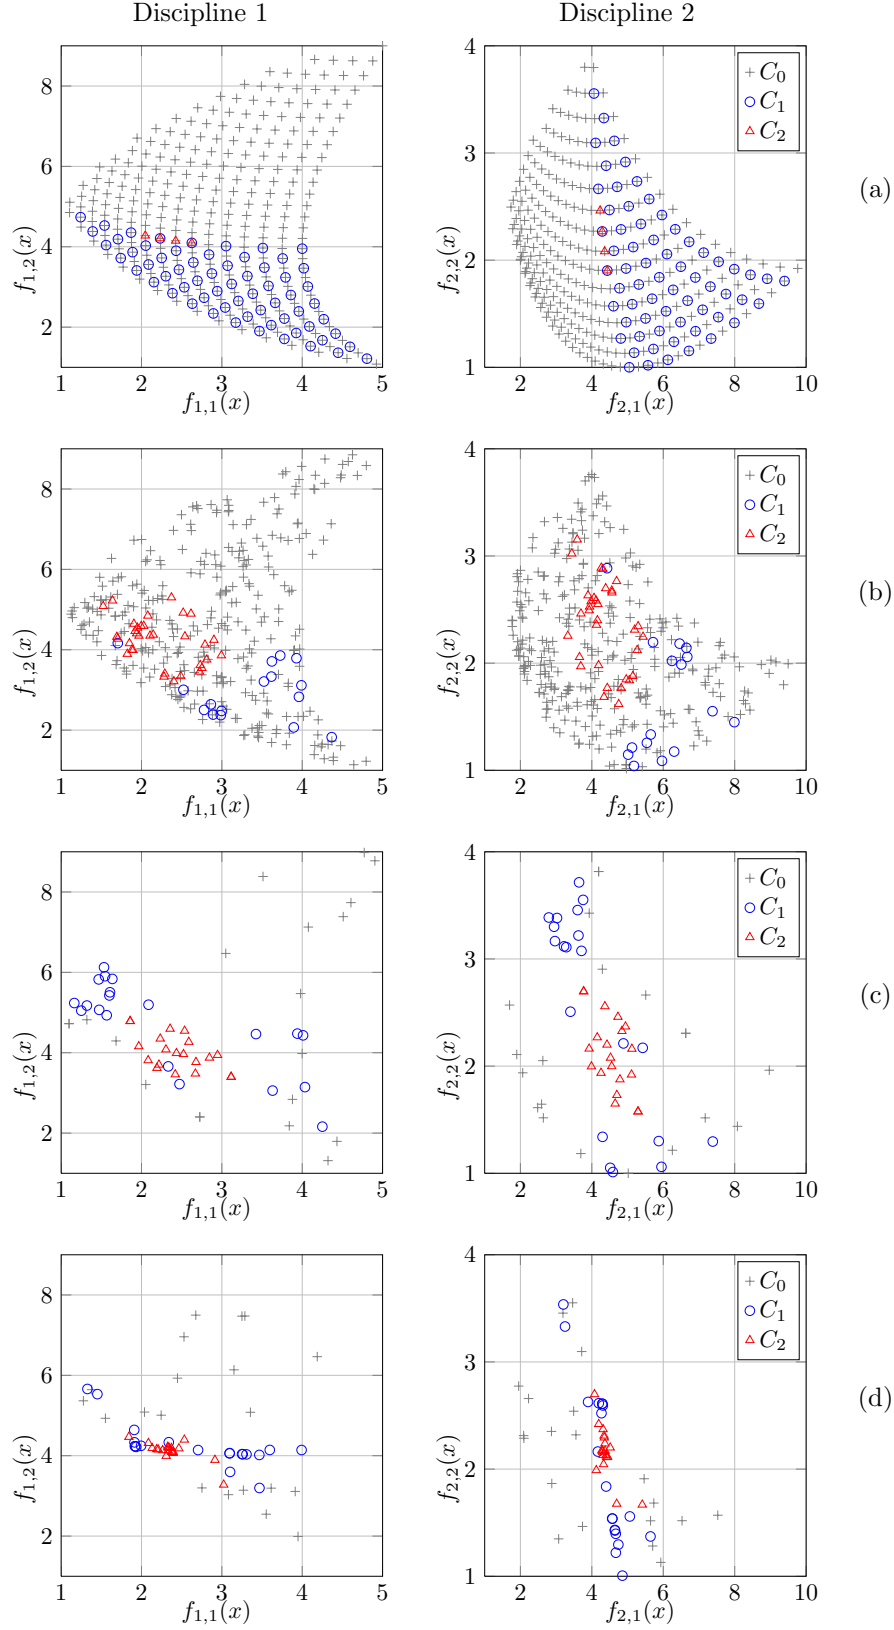 Discipline 1
Discipline 2
8
6
4
2
f1,2(x)
1 2 3 4 5
f1,1(x)
4
3
2
1
f2,2(x)
2 4 6 8 10
f2,1(x)
C0
C1
C2
(a)
8
6
4
2
f1,2(x)
1 2 3 4 5
f1,1(x)
4
3
2
1
f2,2(x)
2 4 6 8 10
f2,1(x)
C0
C1
C2
(b)
8
6
4
2
f1,2(x)
1 2 3 4 5
f1,1(x)
4
3
2
1
f2,2(x)
2 4 6 8 10
f2,1(x)
C0
C1
C2
(c)
8
6
4
2
f1,2(x)
1 2 3 4 5
f1,1(x)
4
3
2
1
f2,2(x)
2 4 6 8 10
f2,1(x)
C0
C1
C2
(d)